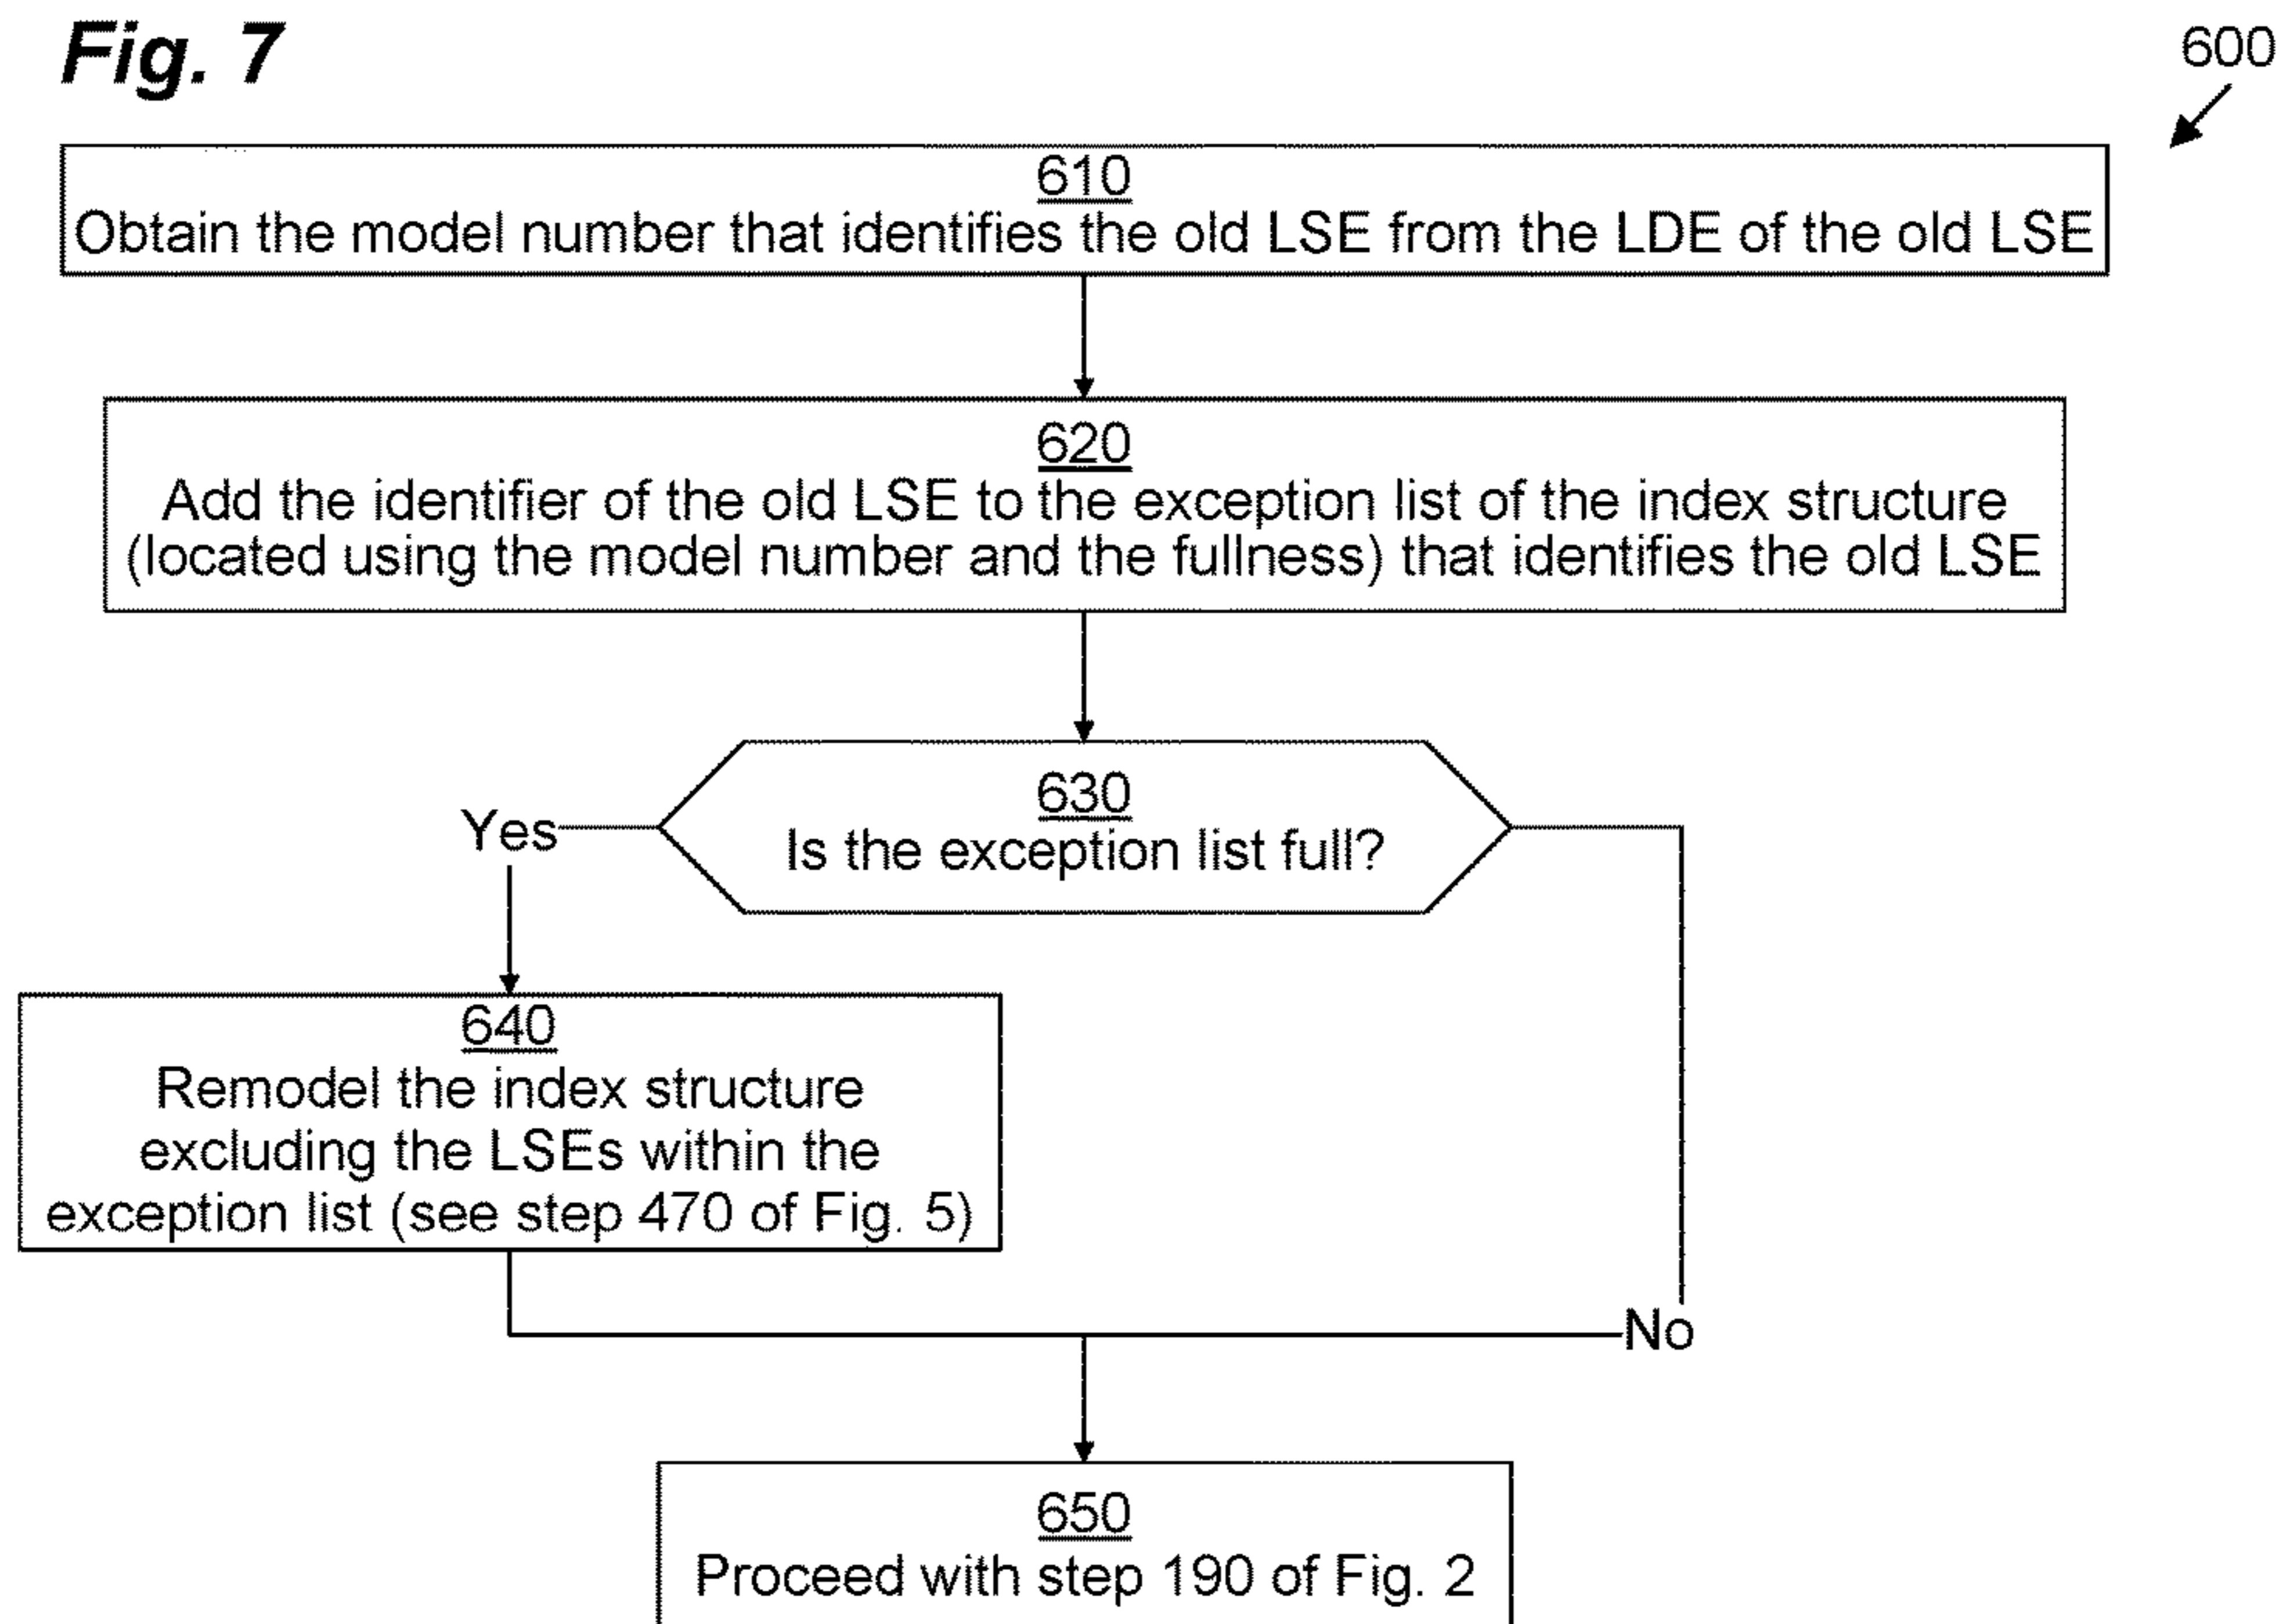 Fig. 7
600
610
Obtain the model number that identifies the old LSE from the LDE of the old LSE
620
Add the identifier of the old LSE to the exception list of the index structure
(located using the model number and the fullness) that identifies the old LSE
630
Is the exception list full?
Yes
640
Remodel the index structure
excluding the LSEs within the
exception list (see step 470 of Fig. 5)
No
650
Proceed with step 190 of Fig. 2